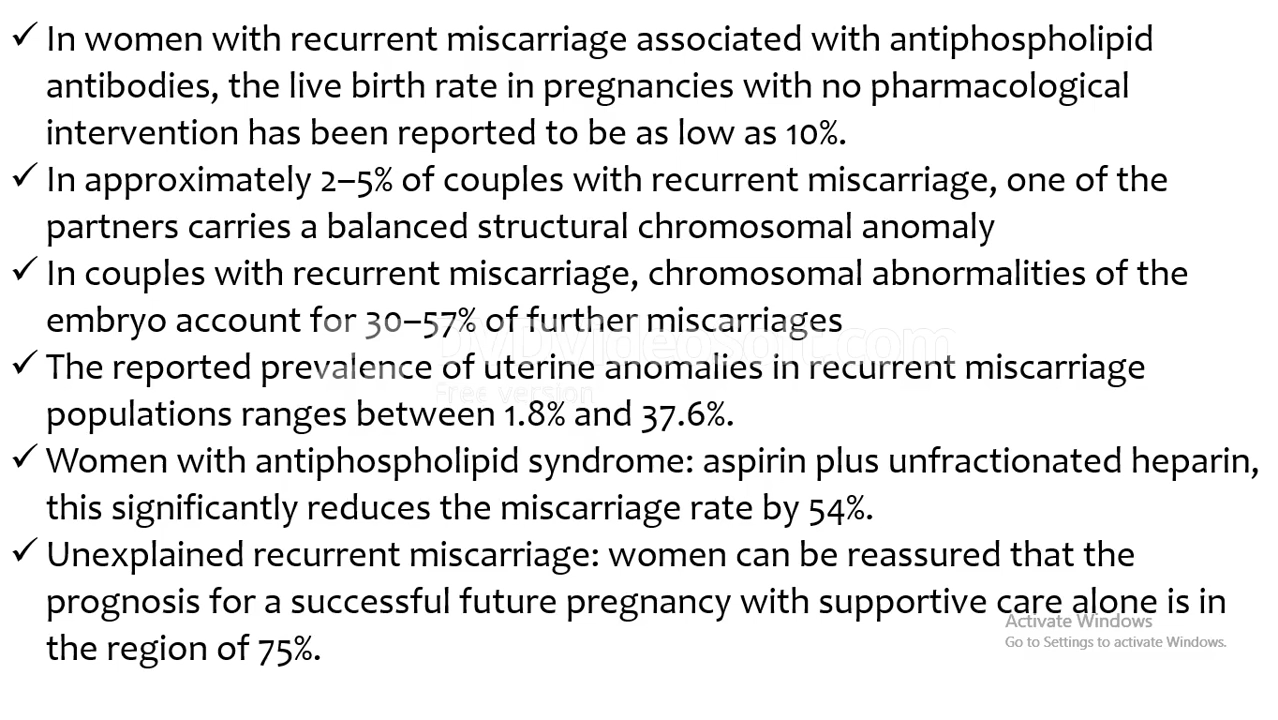 ✓ In women with recurrent miscarriage associated with antiphospholipid
antibodies, the live birth rate in pregnancies with no pharmacological
intervention has been reported to be as low as 10%.
✓ In approximately 2–5% of couples with recurrent miscarriage, one of the
partners carries a balanced structural chromosomal anomaly
✓ In couples with recurrent miscarriage, chromosomal abnormalities of the
embryo account for 30–57% of further miscarriages
DVDVideoSoft.com
✓ The reported prevalence of uterine anomalies in recurrent miscarriage
Free version
populations ranges between 1.8% and 37.6%.
✓ Women with antiphospholipid syndrome: aspirin plus unfractionated heparin,
this significantly reduces the miscarriage rate by 54%.
✓ Unexplained recurrent miscarriage: women can be reassured that the
prognosis for a successful future pregnancy with supportive care alone is in
Activate Windows
Go to Settings to activate Windows.
the region of 75%.